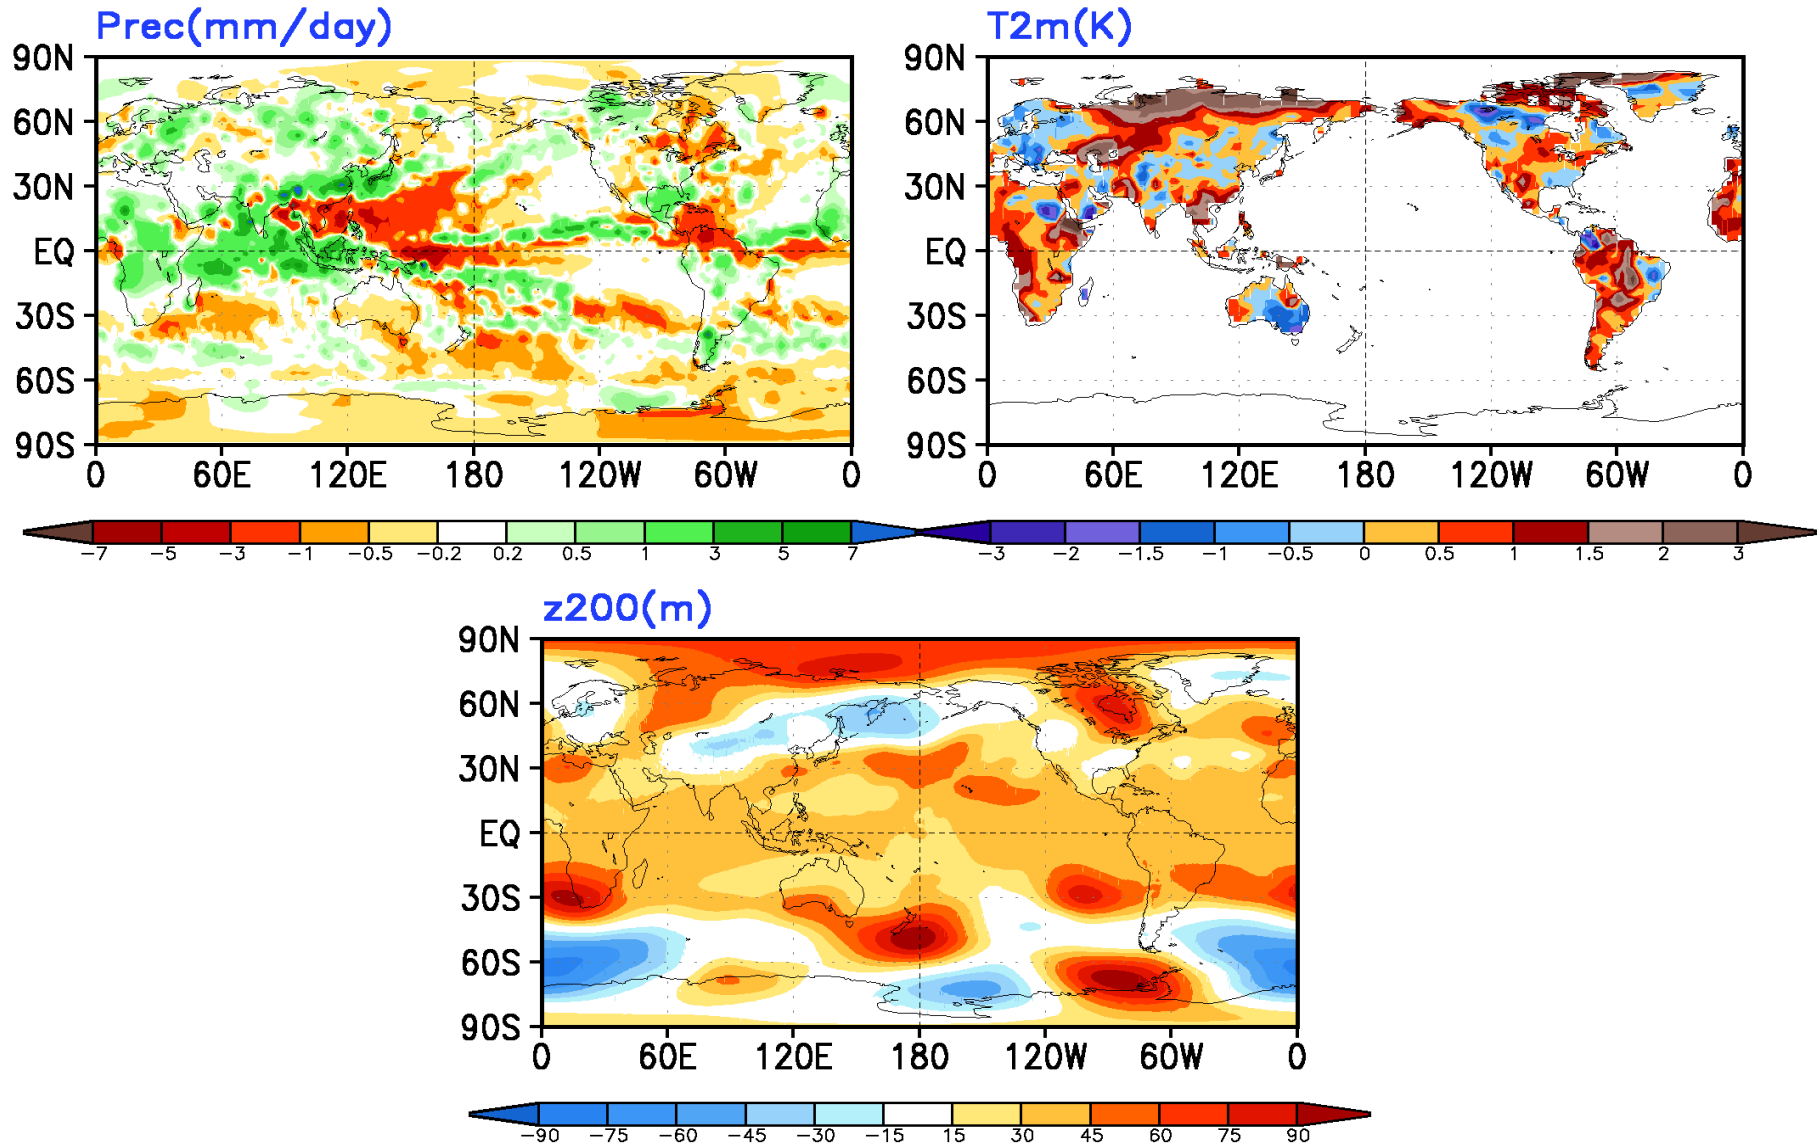 Prec(mm/day)
90N
60N
30N
EQ
30S
60S
90S
0 60E 120E 180 120W 60W 0
-7 -5 -3 -1 -0.5 -0.2 0.2 0.5 1 3 5 7
T2m(K)
90N
60N
30N
EQ
30S
60S
90S
0 60E 120E 180 120W 60W 0
-3 -2 -1.5 -1 -0.5 0 0.5 1 1.5 2 3
z200(m)
90N
60N
30N
EQ
30S
60S
90S
0 60E 120E 180 120W 60W 0
-90 -75 -60 -45 -30 -15 15 30 45 60 75 90